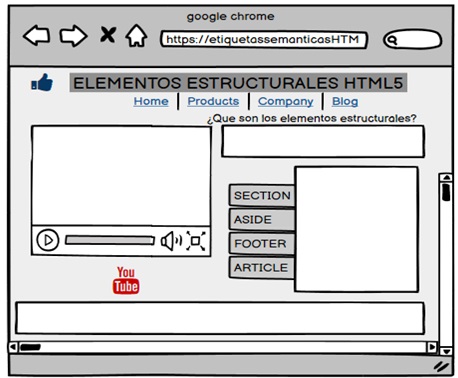 google chrome
https://etiquetassemanticasHTM
ELEMENTOS ESTRUCTURALES HTML5
Home Products Company Blog
¿Que son los elementos estructurales?
SECTION
ASIDE
FOOTER
ARTICLE
You
Tube